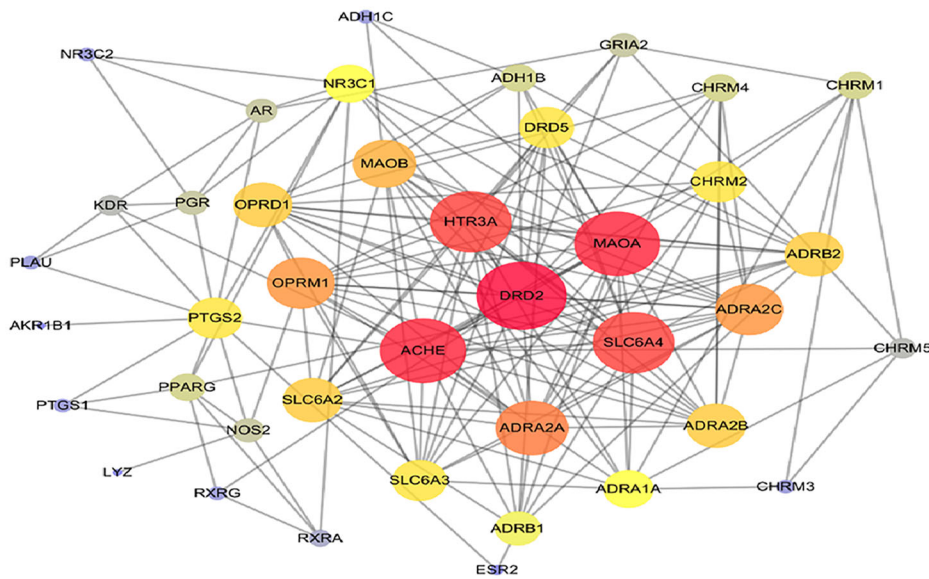 ADH1C
NR3C2
GRIA2
NR3C1
ADH1B
CHRM4
CHRM1
AR
DRD5
MAOB
CHRM2
KDR
PGR
OPRD1
HTR3A
MAOA
ADRB2
PLAU
OPRM1
DRD2
ADRA2C
AKR1B1
PTGS2
ACHE
SLC6A4
CHRM5
PPARG
PTGS1
SLC6A2
NOS2
ADRA2A
ADRA2B
LYZ
RXRG
SLC6A3
ADRA1A
CHRM3
RXRA
ADRB1
ESR2